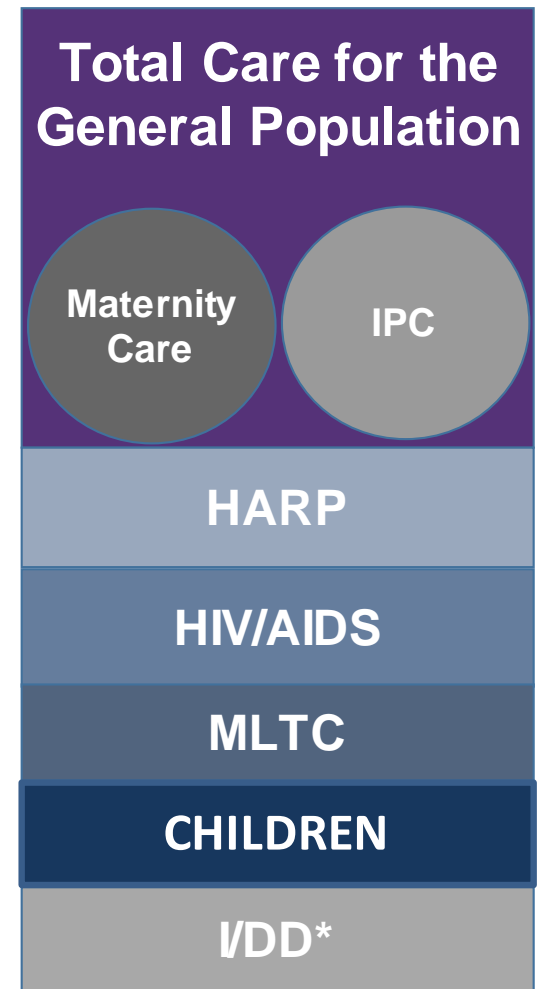 Total Care for the
General Population
Maternity
Care
IPC
HARP
HIV/AIDS
MLTC
CHILDREN
I/DD*